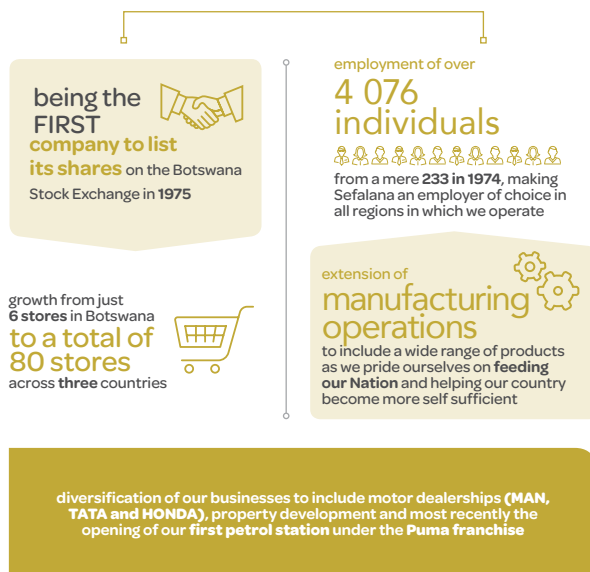 being the
FIRST
company to list
its shares on the Botswana
Stock Exchange in 1975
growth from just
6 stores in Botswana
to a total of
80 stores
across three countries
employment of over
4 076
individuals
from a mere 233 in 1974, making
Sefalana an employer of choice in
all regions in which we operate
extension of
manufacturing
operations
to include a wide range of products
as we pride ourselves on feeding
our Nation and helping our country
become more self sufficient
diversification of our businesses to include motor dealerships (MAN,
TATA and HONDA), property development and most recently the
opening of our first petrol station under the Puma franchise